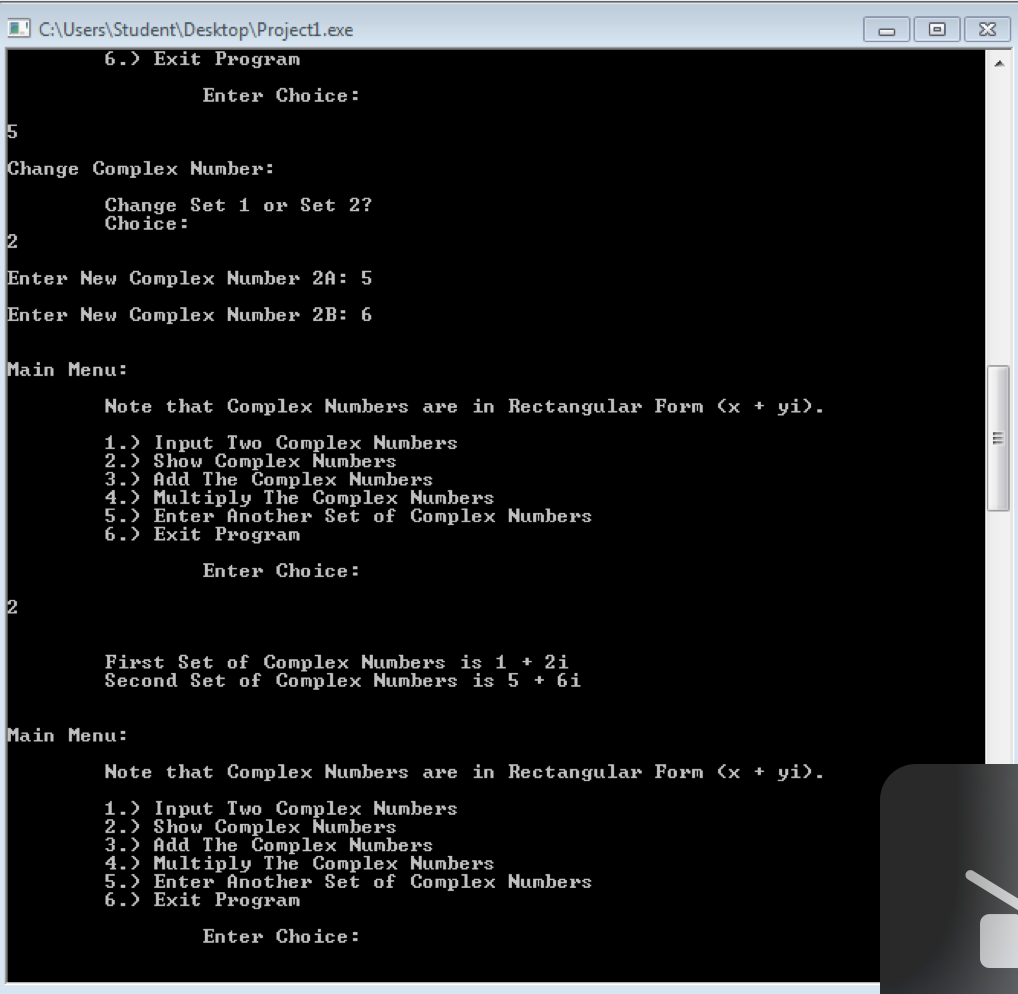 C:\Users\Student\Desktop\Project1.exe
6.) Exit Program
Enter Choice:
5
Change Complex Number:
Change Set 1 or Set 2?
Choice:
2
Enter New Complex Number 2A: 5
Enter New Complex Number 2B: 6
Main Menu:
Note that Complex Numbers are in Rectangular Form (x + yi).
1.) Input Two Complex Numbers
2.) Show Complex Numbers
3.) Add The Complex Numbers
4.) Multiply The Complex Numbers
5.) Enter Another Set of Complex Numbers
6.) Exit Program
Enter Choice:
2
First Set of Complex Numbers is 1 + 2i
Second Set of Complex Numbers is 5 + 6i
Main Menu:
Note that Complex Numbers are in Rectangular Form (x + yi).
1.) Input Two Complex Numbers
2.) Show Complex Numbers
3.) Add The Complex Numbers
4.) Multiply The Complex Numbers
5.) Enter Another Set of Complex Numbers
6.) Exit Program
Enter Choice: